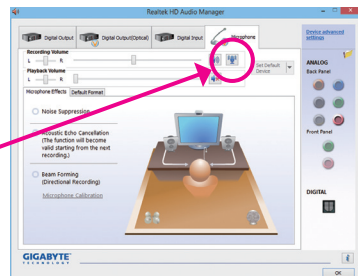 Realtek HD Audio Manager
Digital Output
Digital Output(Optical)
Digital Input
Microphone
Device advanced
settings
Recording Volume
L
R
Set Default
Device
Playback Volume
L
R
ANALOG
Back Panel
Microphone Effects
Default Format
Noise Suppression
Acoustic Echo Cancellation
(The function will become
valid starting from the next
recording.)
Front Panel
Beam Forming
(Directional Recording)
Microphone Calibration
DIGITAL
GIGABYTE
TECHNOLOGY
OK